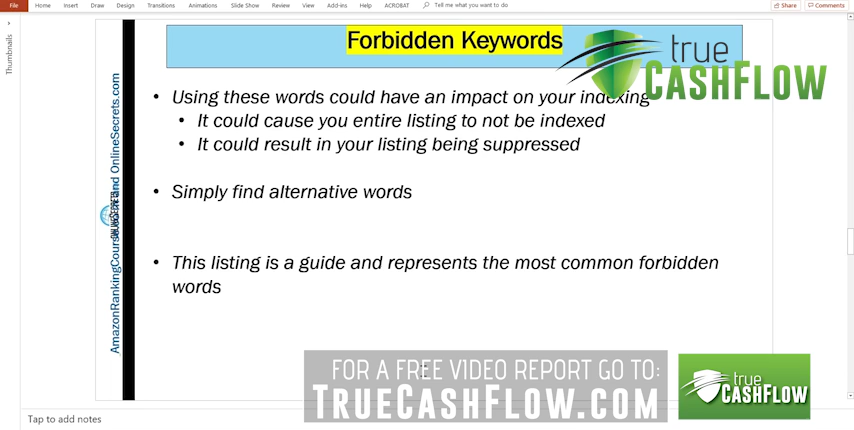 File Home Insert Draw Design Transitions Animations Slide Show Review View Add-ins Help ACROBAT Tell me what you want to do Share Comments
Thumbnails
Forbidden Keywords
true
CASHFLOW
• Using these words could have an impact on your indexing
• It could cause you entire listing to not be indexed
• It could result in your listing being suppressed
• Simply find alternative words
• This listing is a guide and represents the most common forbidden
words
and OnlineSecrets.com
AmazonRankingCourse
FOR A FREE VIDEO REPORT GO TO:
TRUECASHFLOW.COM
true
CASHFLOW
Tap to add notes